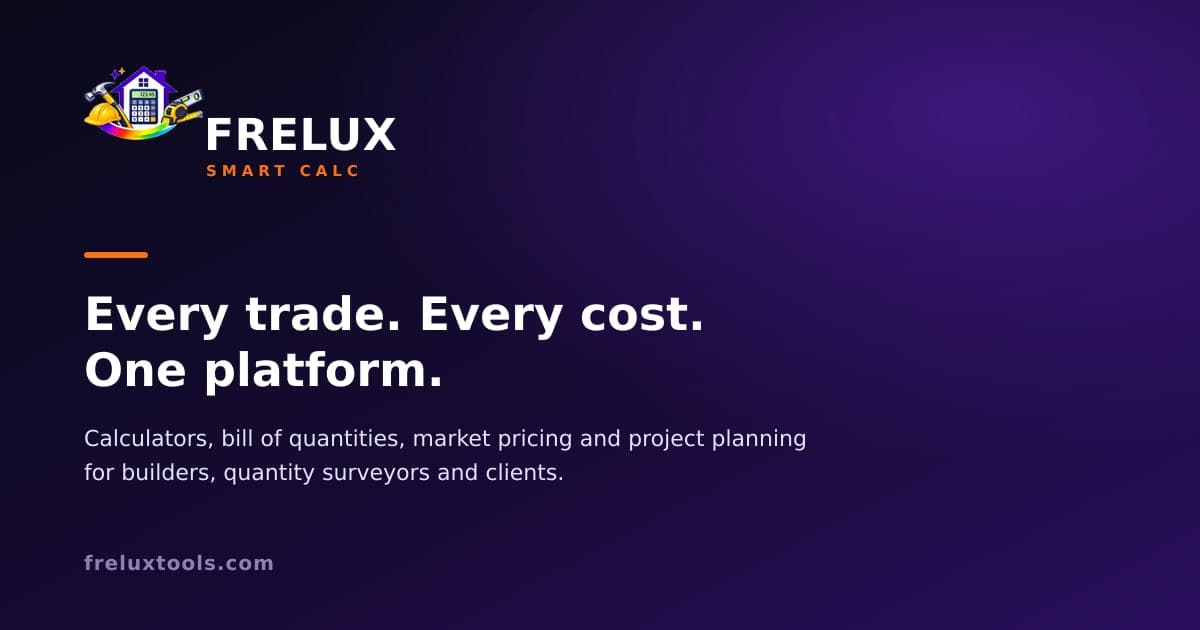 FRELUX
SMART CALC
Every trade. Every cost.
One platform.
Calculators, bill of quantities, market pricing and project planning
for builders, quantity surveyors and clients.
freluxtools.com